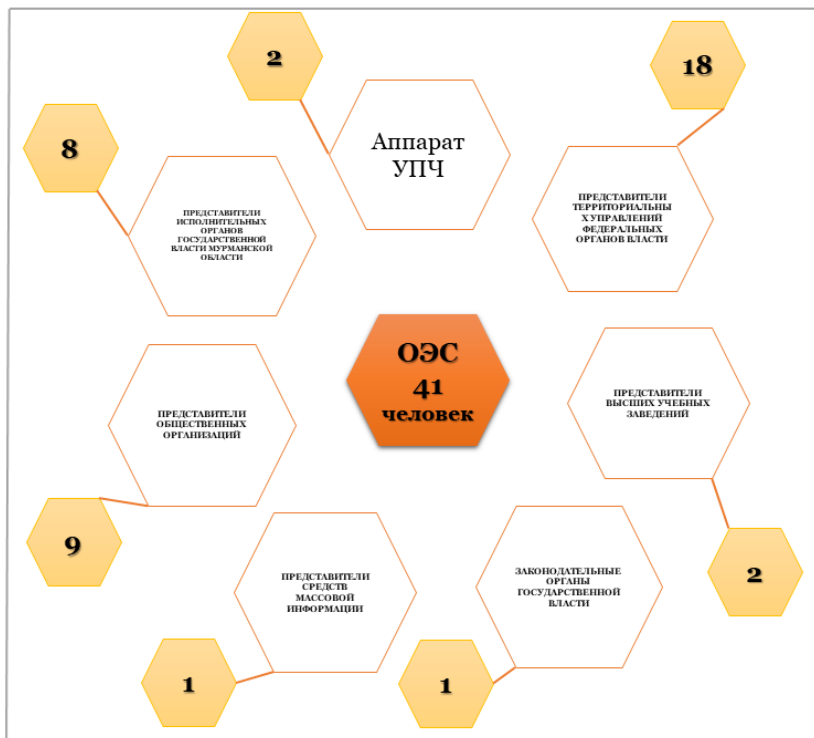 2
Аппарат
УПЧ
18
ПРЕДСТАВИТЕЛИ
ТЕРРИТОРИАЛЬНЫ
Х УПРАВЛЕНИЙ
ФЕДЕРАЛЬНЫХ
ОРГАНОВ ВЛАСТИ
8
ПРЕДСТАВИТЕЛИ
ИСПОЛНИТЕЛЬНЫХ
ОРГАНОВ
ГОСУДАРСТВЕННОЙ
ВЛАСТИ МУРМАНСКОЙ
ОБЛАСТИ
ОЭС
41
человек
ПРЕДСТАВИТЕЛИ
ВЫСШИХ УЧЕБНЫХ
ЗАВЕДЕНИЙ
2
ПРЕДСТАВИТЕЛИ
ОБЩЕСТВЕННЫХ
ОРГАНИЗАЦИЙ
9
ПРЕДСТАВИТЕЛИ
СРЕДСТВ
МАССОВОЙ
ИНФОРМАЦИИ
1
ЗАКОНОДАТЕЛЬНЫЕ
ОРГАНЫ
ГОСУДАРСТВЕННОЙ
ВЛАСТИ
1